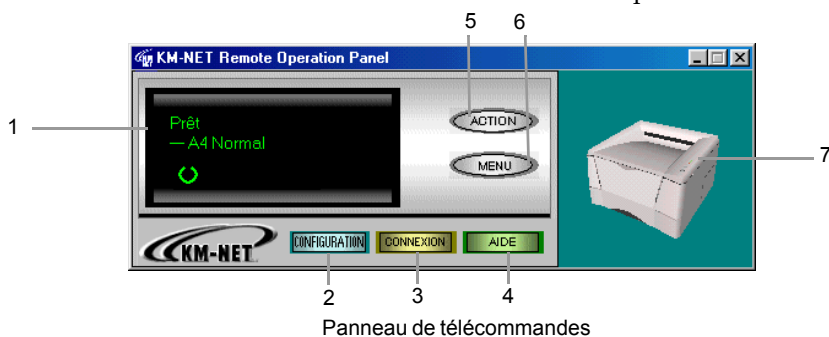 5 6
KM-NET Remote Operation Panel
1
Prêt
— A4 Normal
ACTION
MENU
7
KM-NET
CONFIGURATION CONNEXION AIDE
2 3 4
Panneau de télécommandes